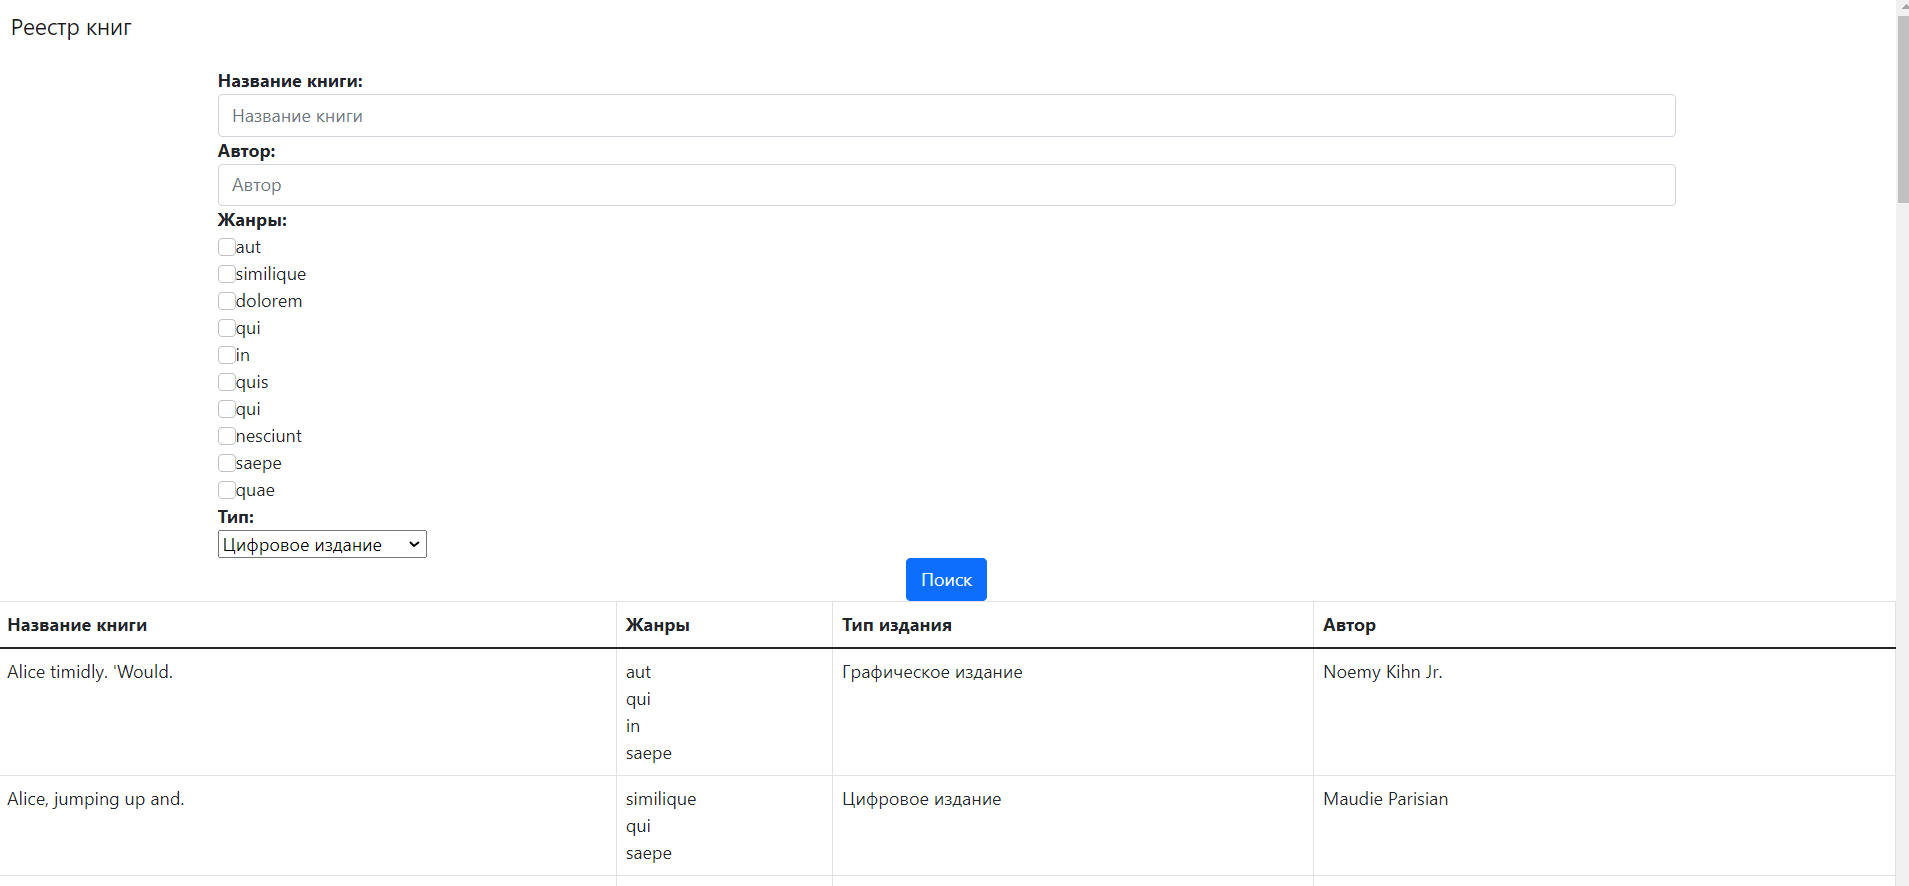 Реестр книг
Название книги:
Название книги
Автор:
Автор
Жанры:
aut
similique
dolorem
qui
in
quis
qui
nesciunt
saepe
quae
Тип:
Цифровое издание
Поиск
Название книги Жанры Тип издания Автор
Alice timidly. 'Would. aut Графическое издание Noemy Kihn Jr.
qui
in
saepe
Alice, jumping up and. similique Цифровое издание Maudie Parisian
qui
saepe